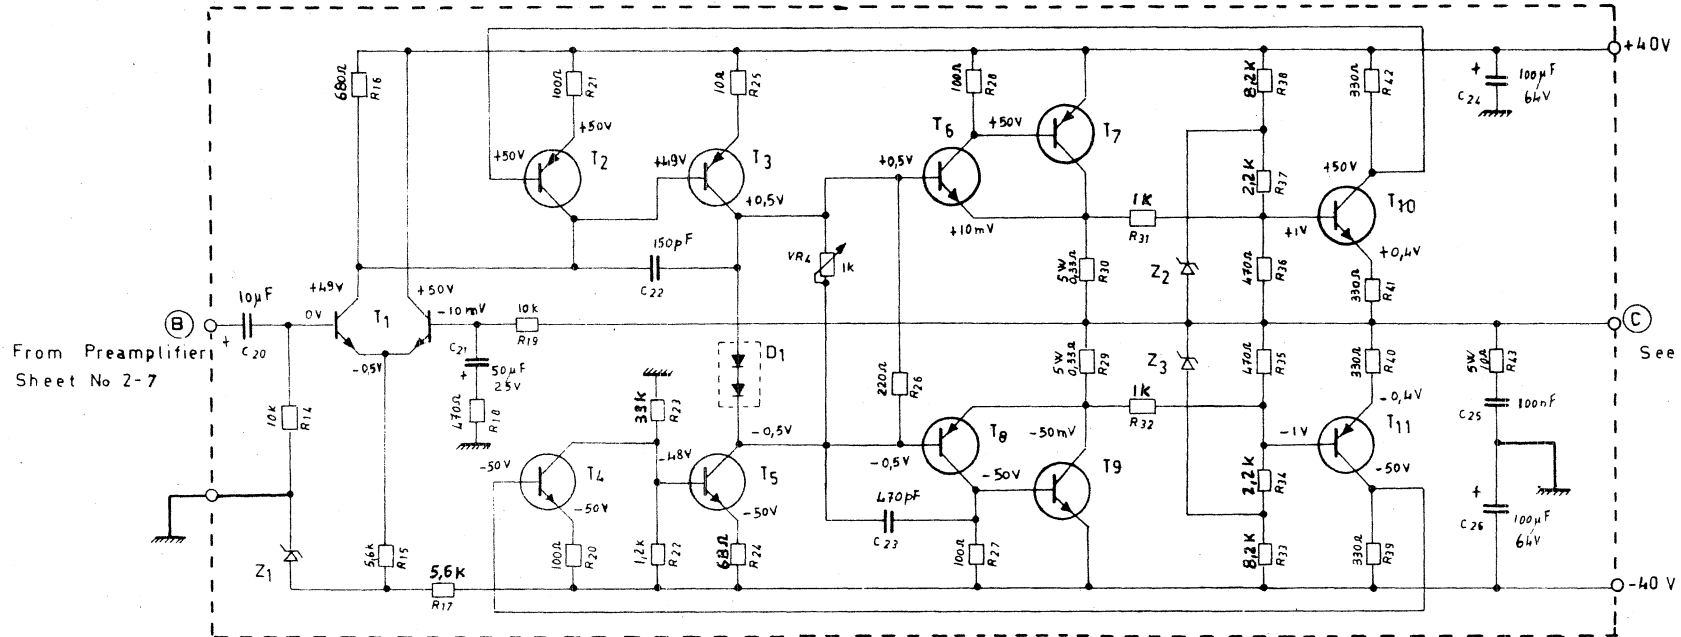 +40V
680Ω R16
100Ω R21
10Ω R25
100Ω R28
8,2K R38
330Ω R42
+ 100µF
C24 64V
+50V
+50V
T2
+49V
T3
+0,5V
T6
+50V
T7
+0,5V
+10mV
2,2K R37
+50V
T10
+1V
+0,4V
1K
R31
150pF
C22
VR4
1K
5W 0,33Ω R30
Z2
470Ω R36
330Ω R41
B
From Preamplifier
Sheet No 2-7
10µF
+ C20
+49V
0V
T1
+50V
-10mV
-0,5V
10k
R19
C21
+ 50µF
25V
470Ω R18
C
See
D1
10k R14
33K R23
220Ω R26
5W 0,33Ω R29
Z3
470Ω R35
330Ω R40
5W 10Ω R43
1K
R32
C25 100nF
-0,5V
-0,5V
T8
-50mV
-50V
T9
-0,4V
T11
-1V
-50V
-50V
T4
-50V
-48V
T5
-50V
470pF
C23
2,2K R34
+
C26 100µF
64V
Z1
5,6k R15
5,6K
R17
100Ω R20
1,2k R22
68Ω R24
100Ω R27
8,2K R33
330Ω R39
-40V